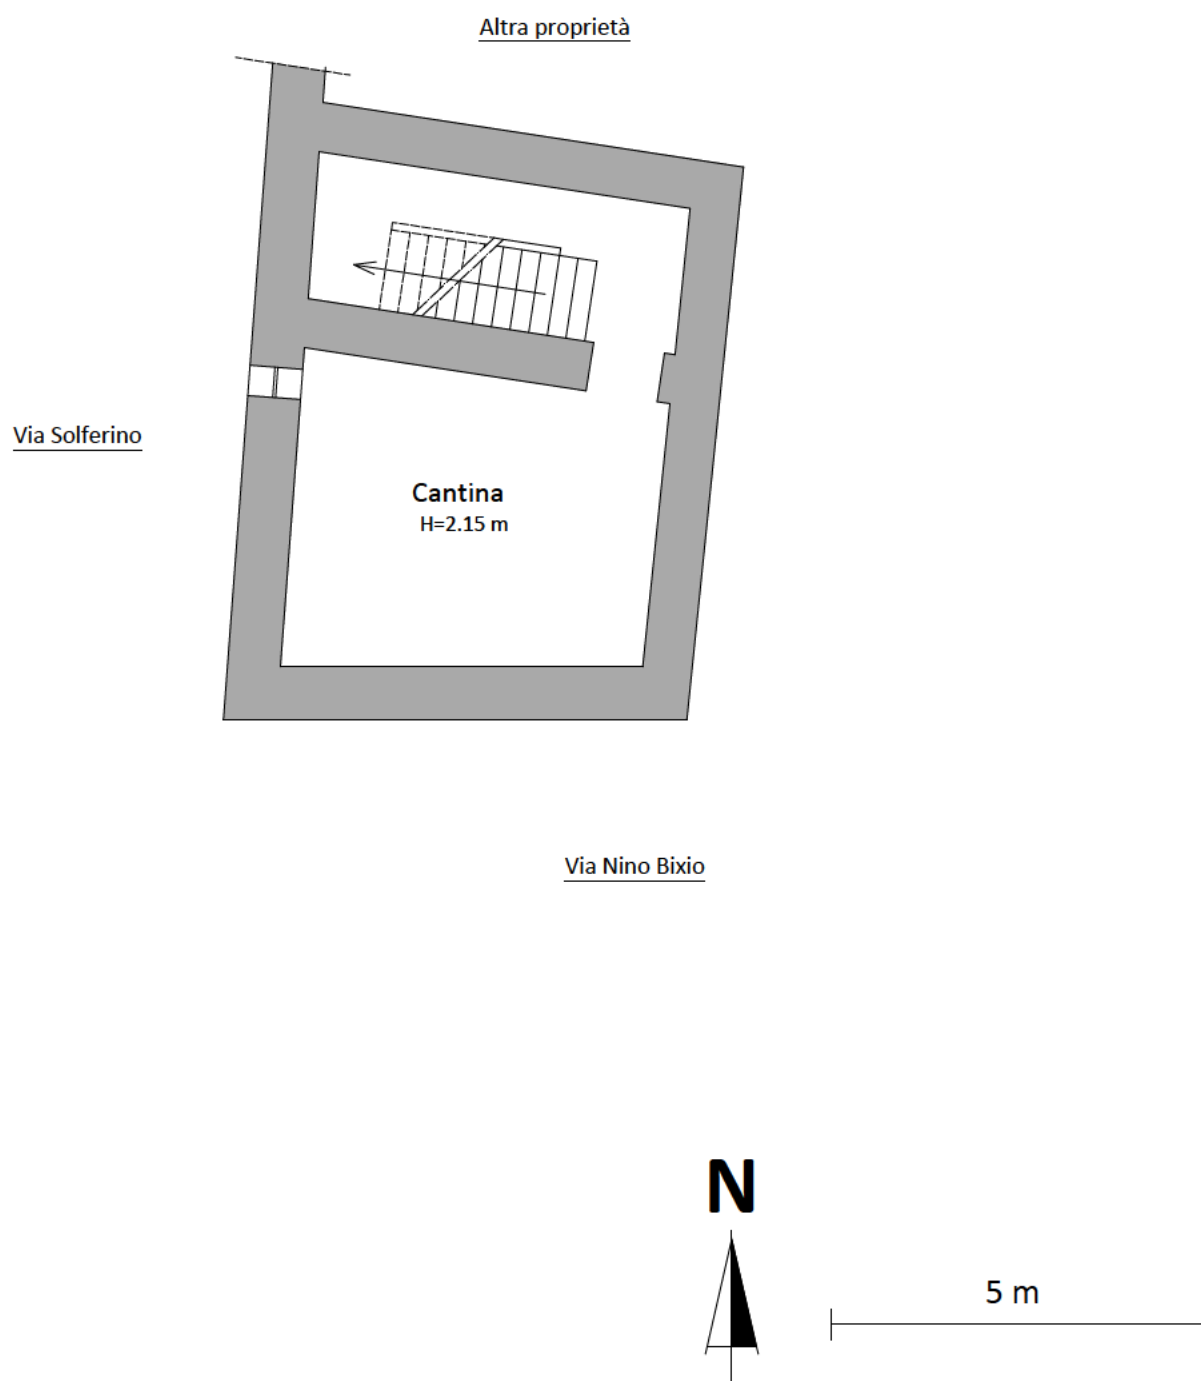 Altra proprietà
Via Solferino
Cantina
H=2.15 m
Via Nino Bixio
N
5 m